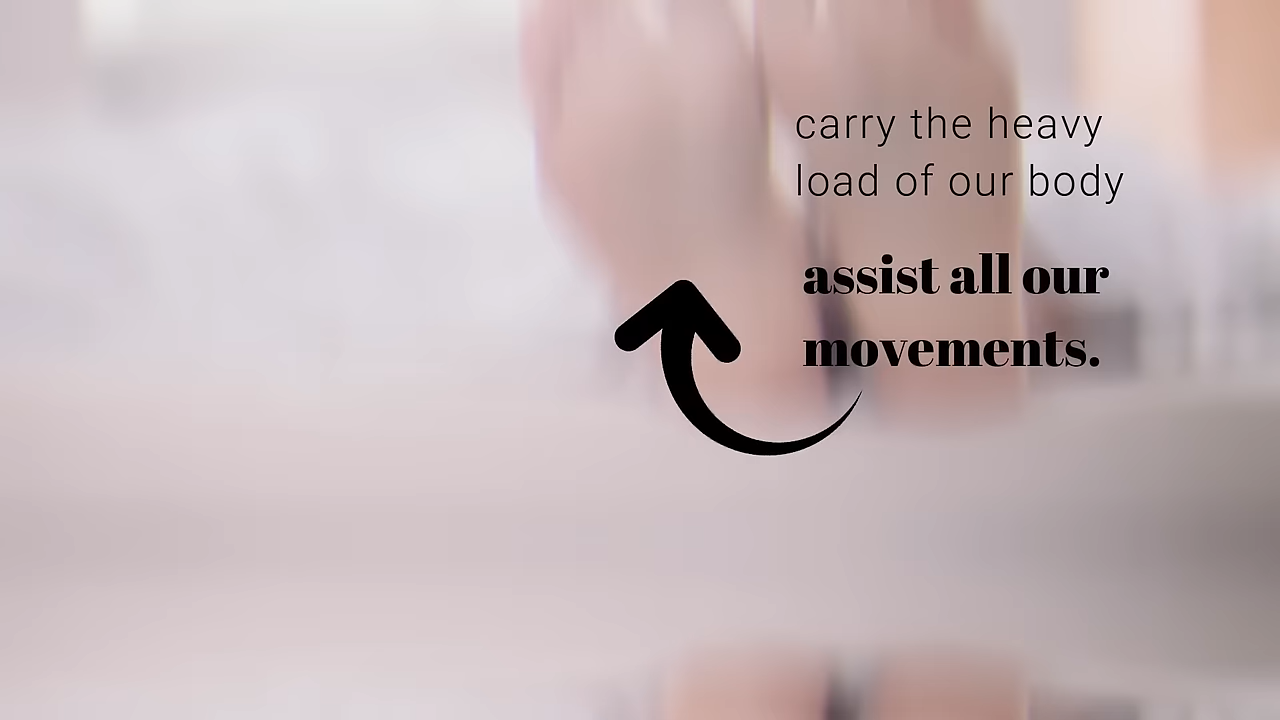 carry the heavy
load of our body
assist all our
movements.